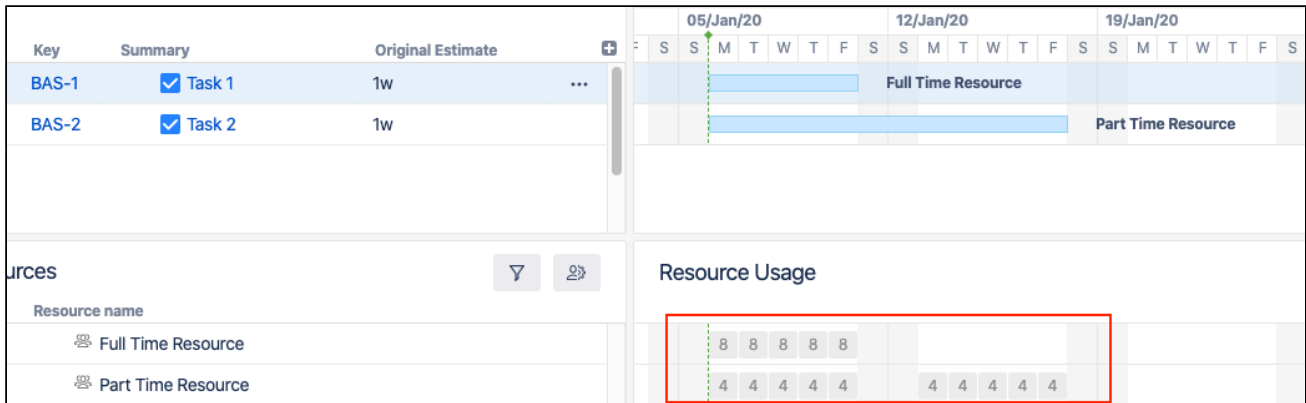 05/Jan/20 12/Jan/20 19/Jan/20
Key Summary Original Estimate F S S M T W T F S S M T W T F S S M T W T F S
BAS-1 Task 1 1w ... Full Time Resource
BAS-2 Task 2 1w Part Time Resource
urces Resource Usage
Resource name
Full Time Resource 8 8 8 8 8
Part Time Resource 4 4 4 4 4 4 4 4 4 4